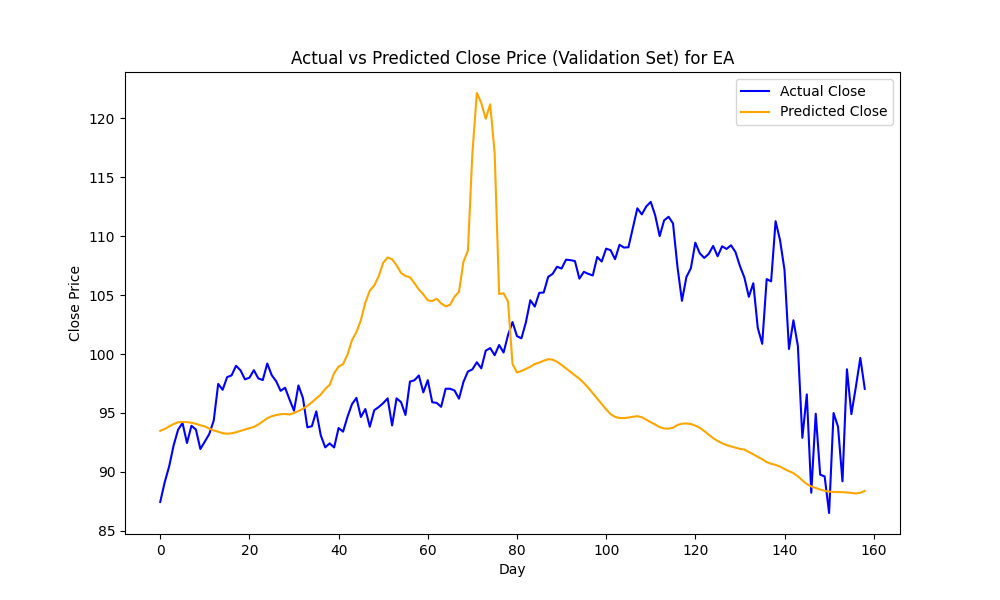 Actual vs Predicted Close Price (Validation Set) for EA
Actual Close
Predicted Close
120
115
110
105
100
95
90
85
Close Price
0 20 40 60 80 100 120 140 160
Day